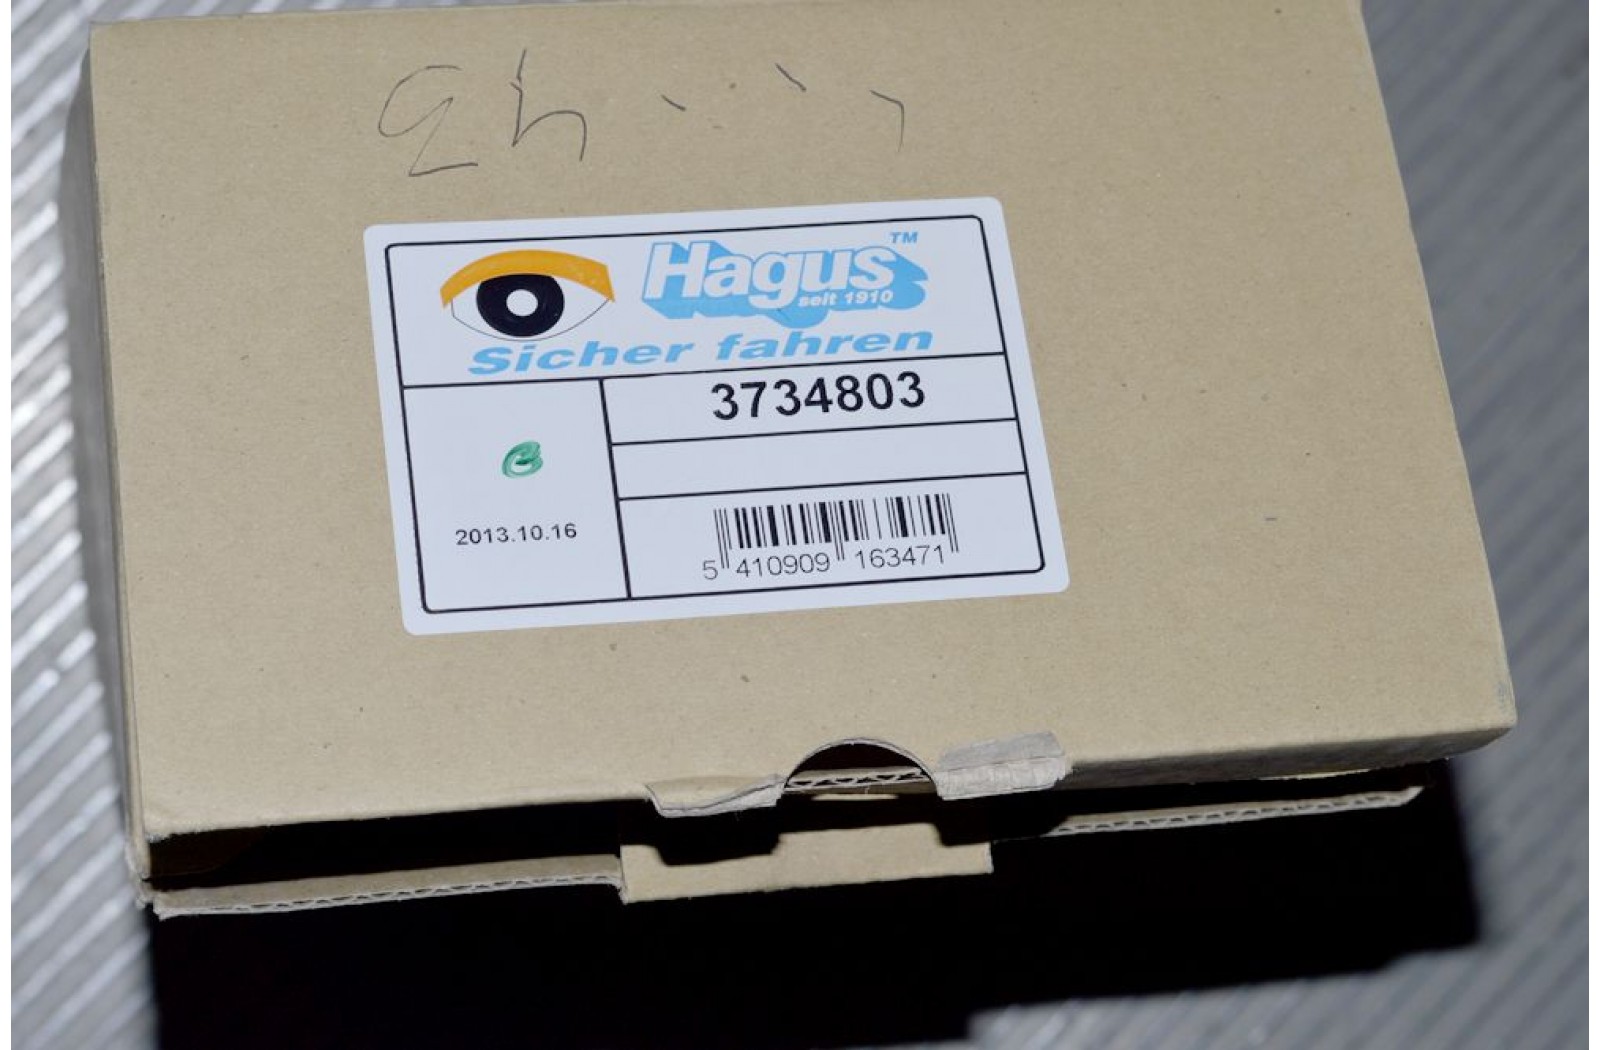 Hagus™
seit 1910
Sicher fahren
3734803
2013.10.16
5 410909 163471